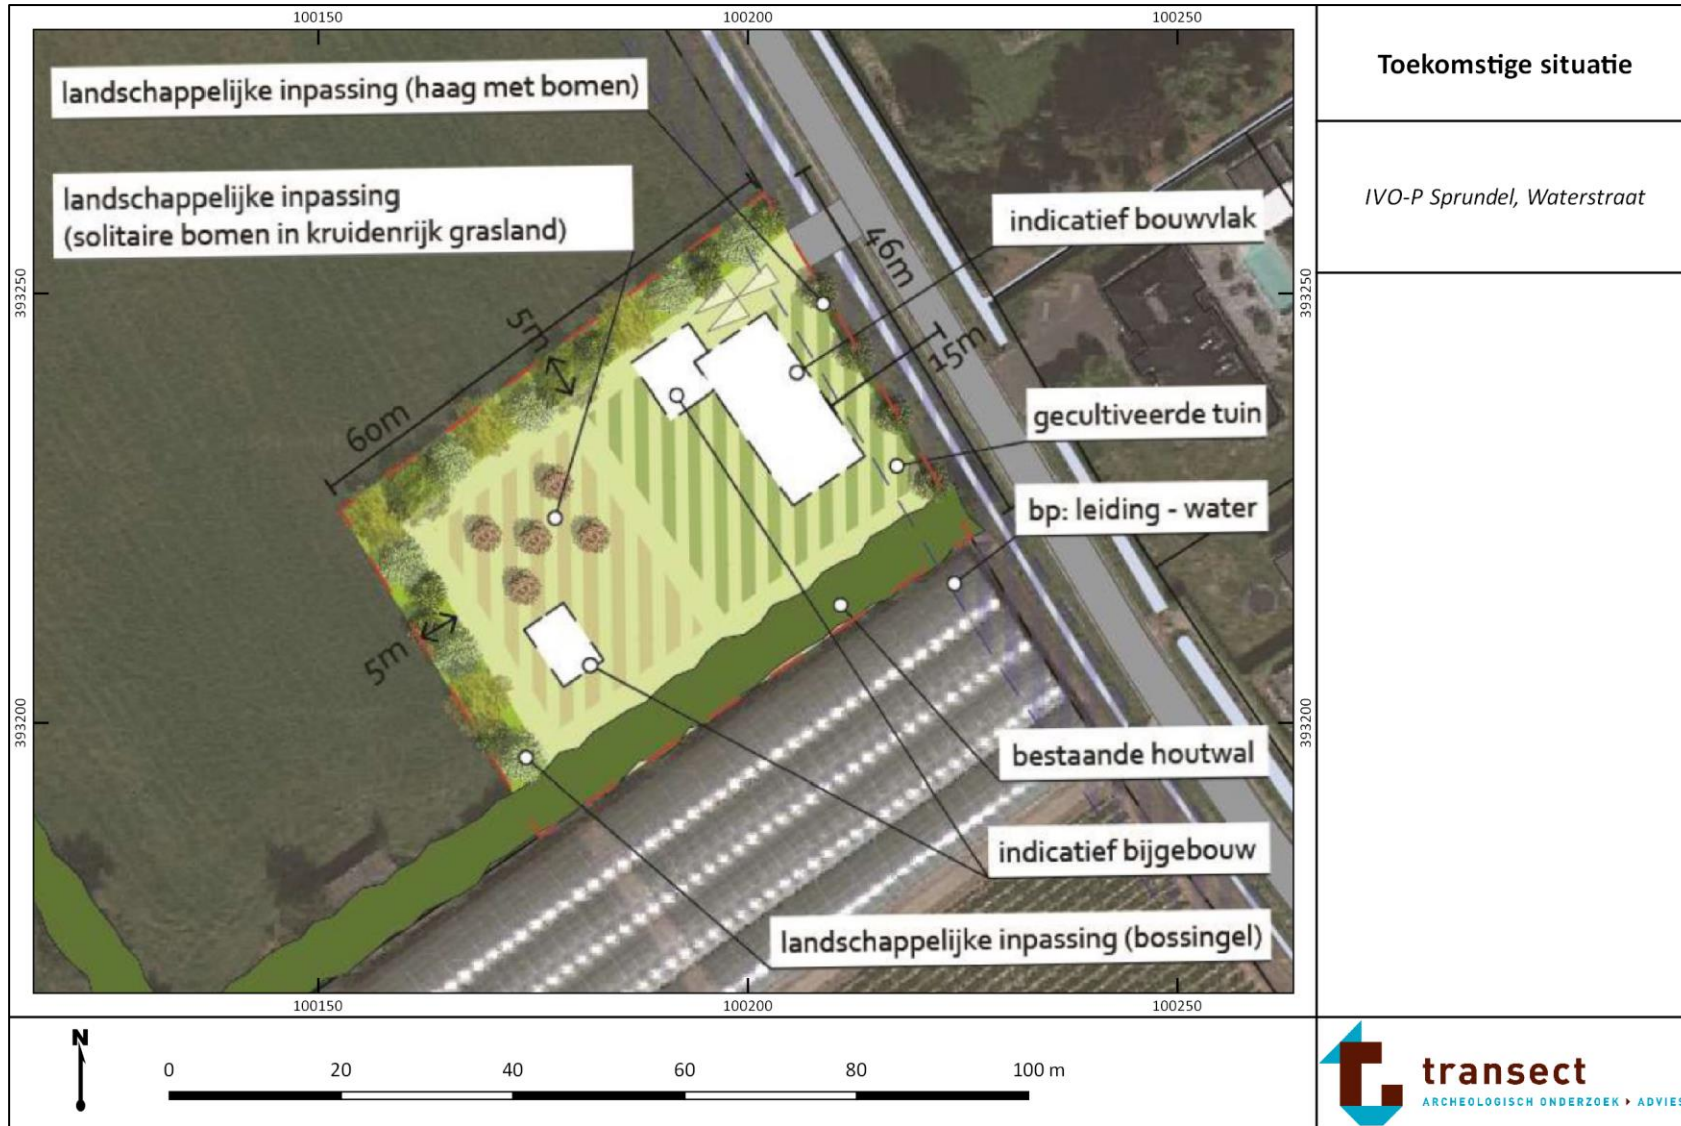 100150
100200
100250
Toekomstige situatie
IVO-P Sprundel, Waterstraat
landschappelijke inpassing (haag met bomen)
landschappelijke inpassing
(solitaire bomen in kruidenrijk grasland)
indicatief bouwvlak
46m
393250
393250
5m
15m
60m
gecultiveerde tuin
bp: leiding - water
5m
393200
393200
bestaande houtwal
indicatief bijgebouw
landschappelijke inpassing (bossingel)
100150
100200
100250
N
0
20
40
60
80
100 m
transect
ARCHEOLOGISCH ONDERZOEK ▸ ADVIES